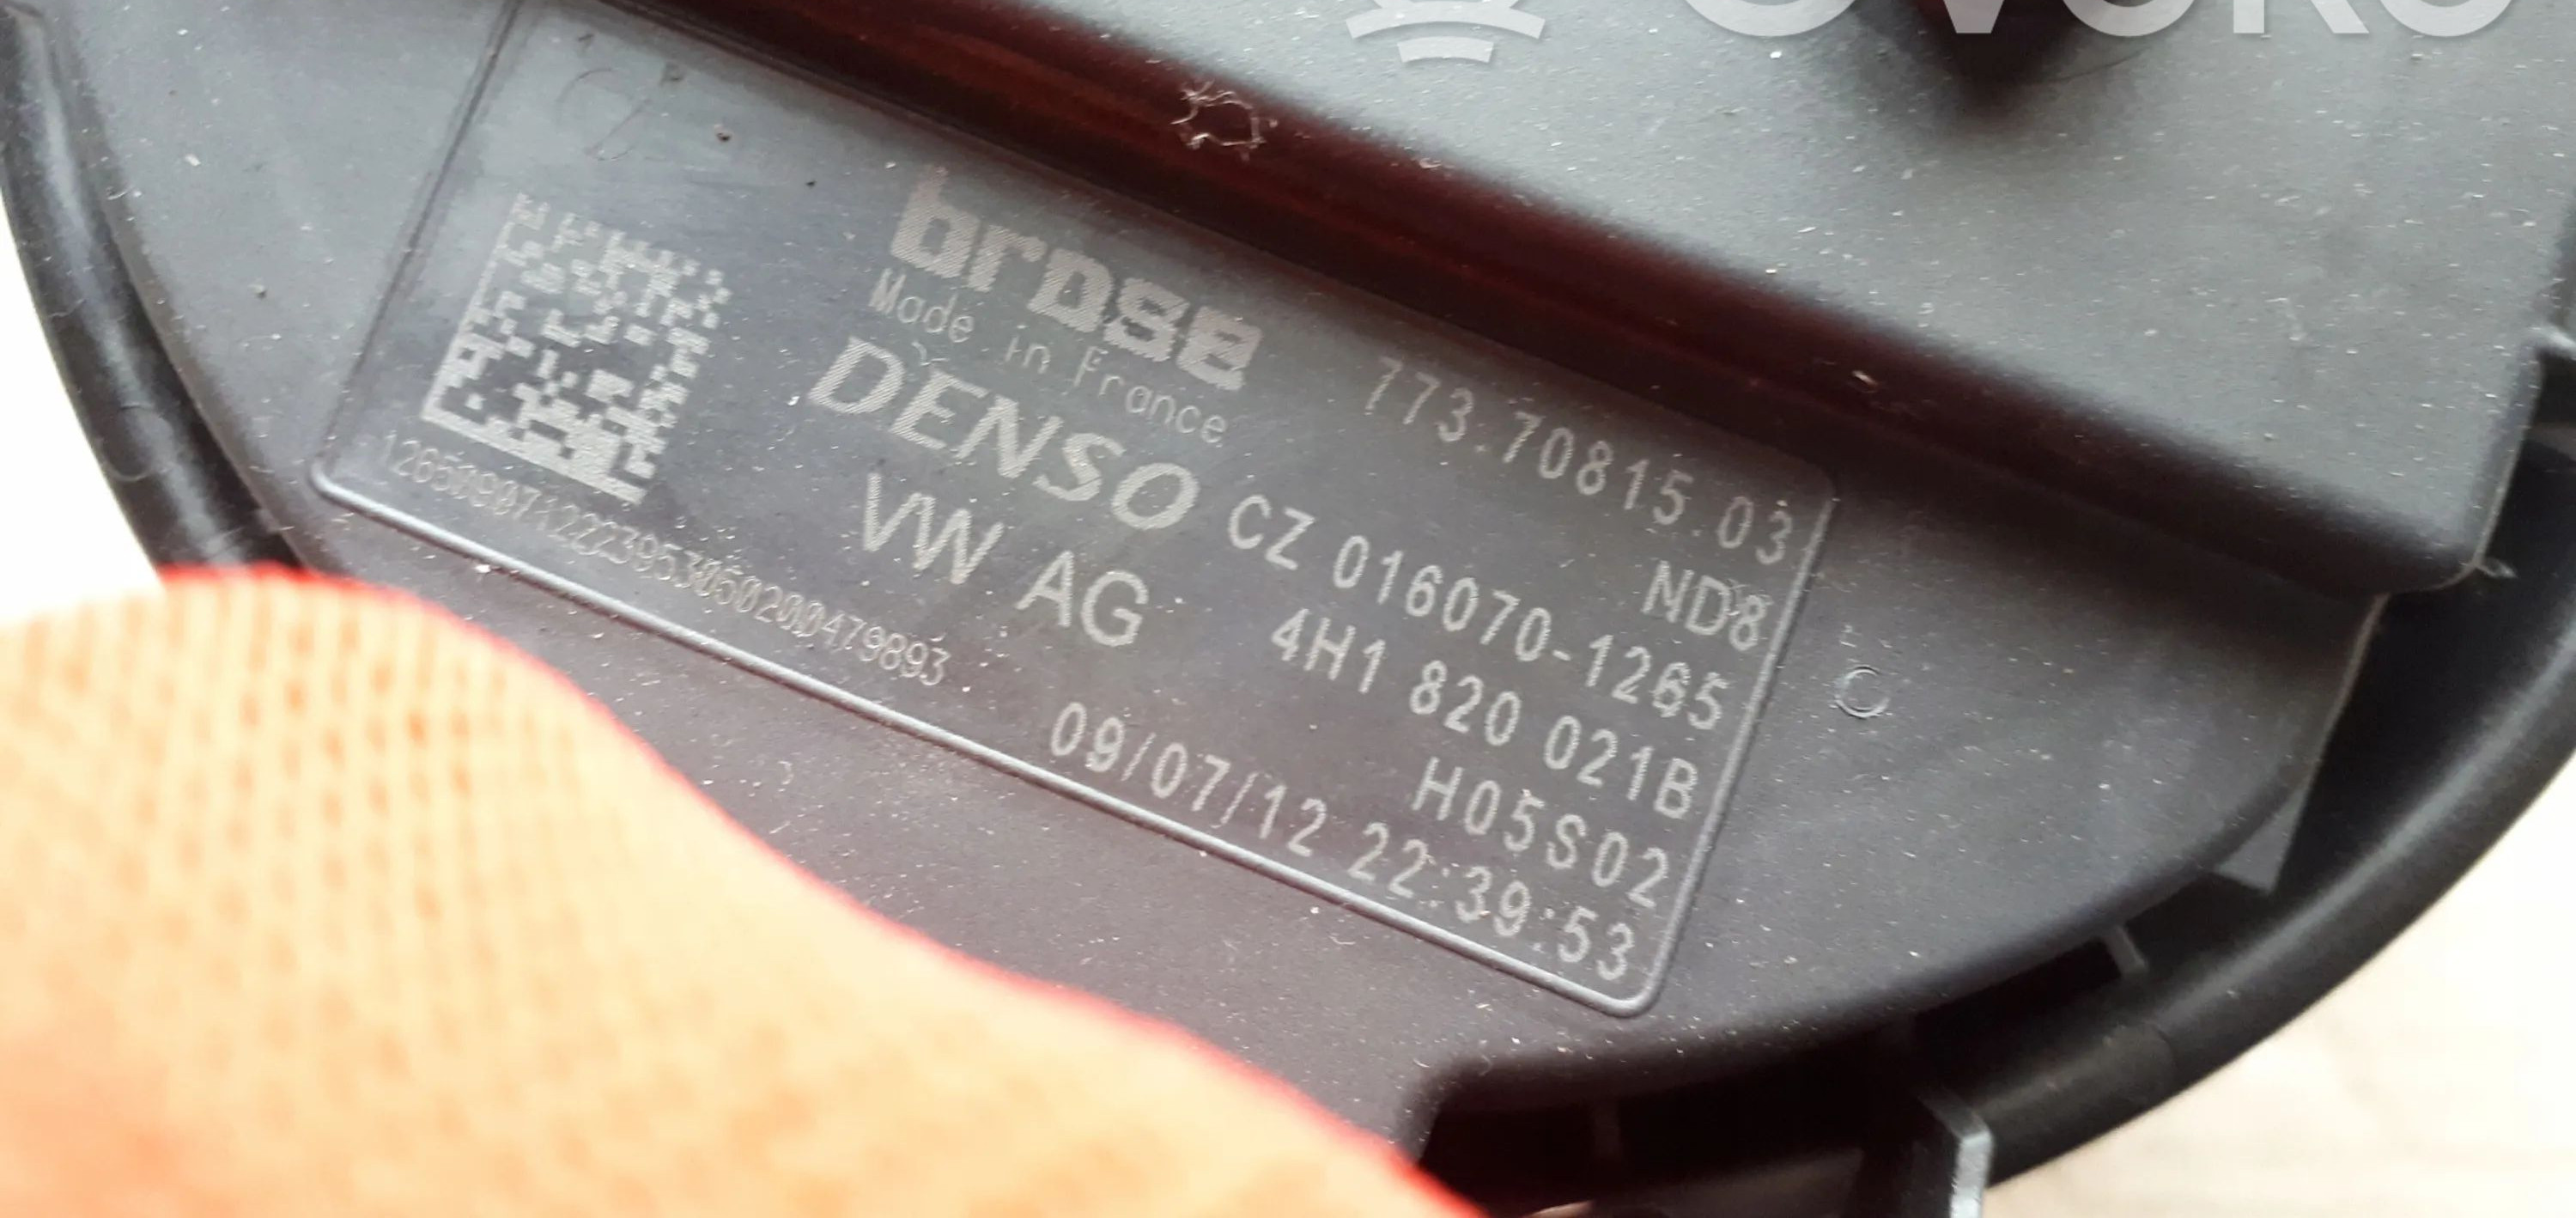 brose 773.70815.03
Made in France ND8
DENSO CZ 016070-1265
VW AG 4H1 820 021B
H05S02
09/07/12 22:39:53
1265090712223953050200479893